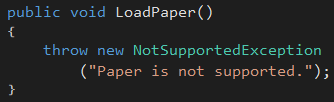 public void LoadPaper()
{
    throw new NotSupportedException
        ("Paper is not supported.");
}